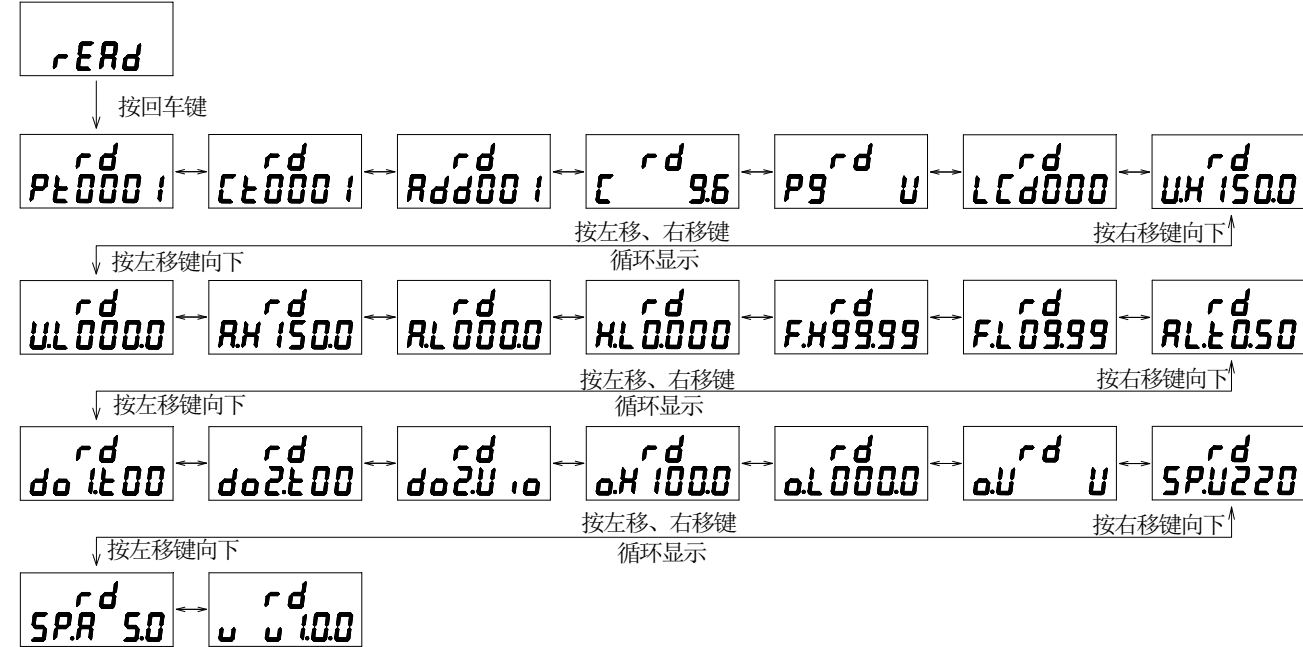 rEAd
按回车键
rd rd rd rd rd rd rd
Pt0001 Ct0001 Add001 C 9.6 P9 U LCd000 U.H150.0
按左移、右移键 按右移键向下
按左移键向下 循环显示
rd rd rd rd rd rd rd
U.L000.0 A.H150.0 A.L000.0 H.L0.000 F.H99.99 F.L09.99 AL.t0.50
按左移、右移键 按右移键向下
按左移键向下 循环显示
rd rd rd rd rd rd rd
do1.t00 do2.t00 do2.U io o.H100.0 o.L000.0 o.U U SP.U220
按左移、右移键 按右移键向下
按左移键向下 循环显示
rd rd
SP.A 5.0 u u1.0.0